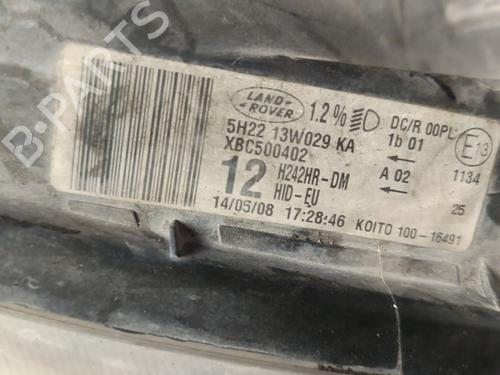 LAND-
ROVER
1.2%
DC/R 00PL
1b 01
E13
5H22 13W029 KA
XBC500402
A 02
1134
12
H242HR-DM
HID-EU
25
14/05/08 17:28:46
KOITO 100-16491
B-PARTS